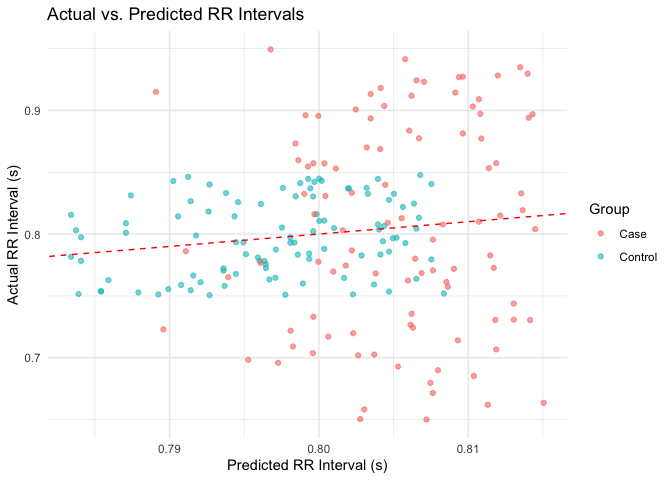 Actual vs. Predicted RR Intervals
Actual RR Interval (s)
0.9
0.8
0.7
0.79
0.80
0.81
Predicted RR Interval (s)
Group
Case
Control